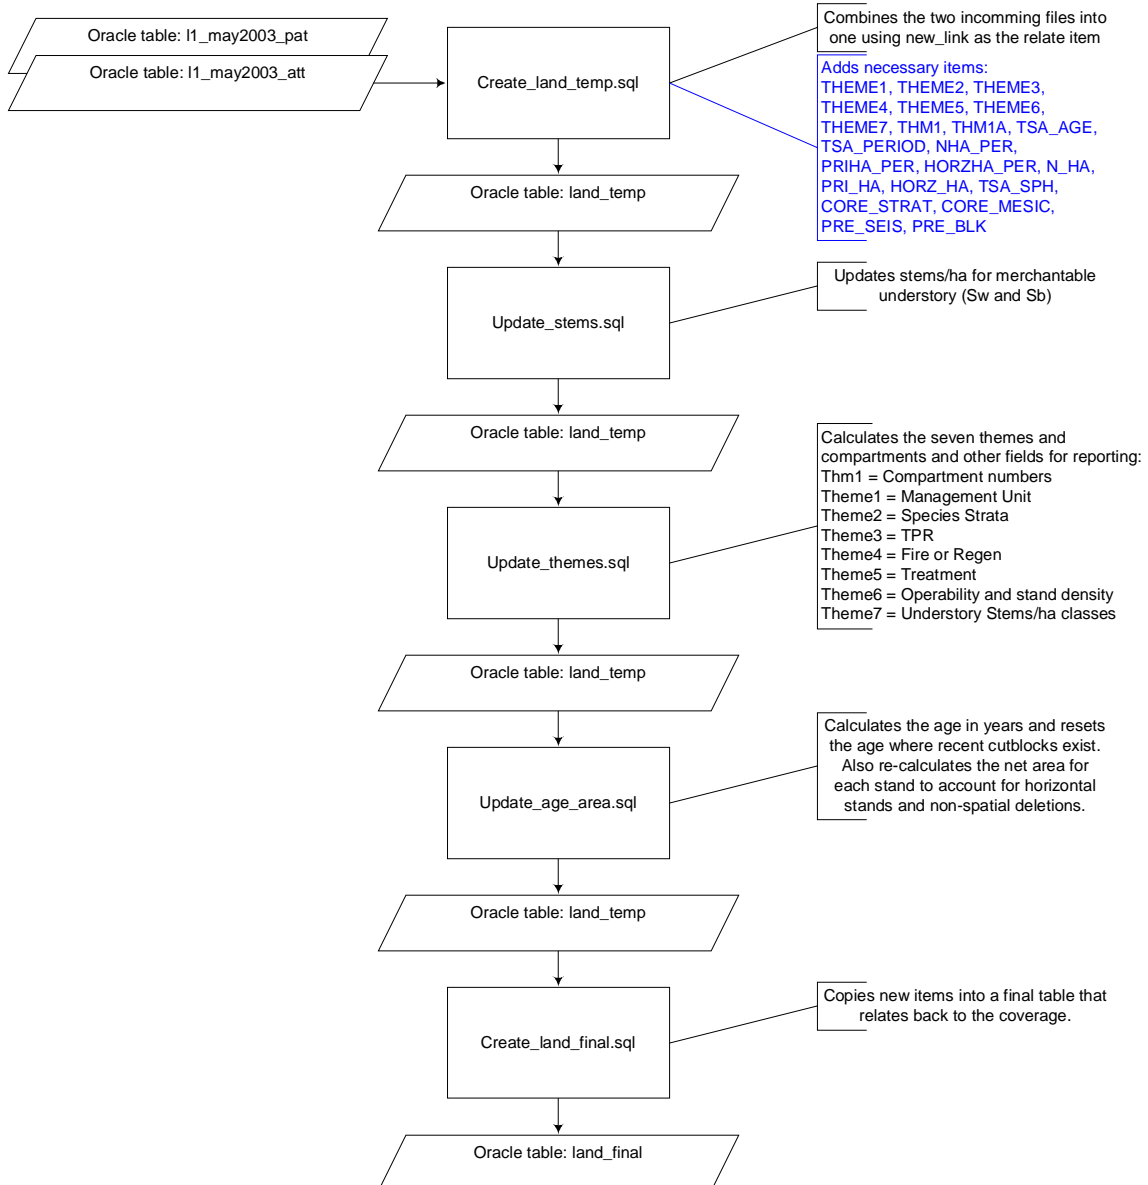 Oracle table: l1_may2003_pat
Oracle table: l1_may2003_att
Create_land_temp.sql
Combines the two incomming files into
one using new_link as the relate item
Adds necessary items:
THEME1, THEME2, THEME3,
THEME4, THEME5, THEME6,
THEME7, THM1, THM1A, TSA_AGE,
TSA_PERIOD, NHA_PER,
PRIHA_PER, HORZHA_PER, N_HA,
PRI_HA, HORZ_HA, TSA_SPH,
CORE_STRAT, CORE_MESIC,
PRE_SEIS, PRE_BLK
Oracle table: land_temp
Update_stems.sql
Updates stems/ha for merchantable
understory (Sw and Sb)
Oracle table: land_temp
Update_themes.sql
Calculates the seven themes and
compartments and other fields for reporting:
Thm1 = Compartment numbers
Theme1 = Management Unit
Theme2 = Species Strata
Theme3 = TPR
Theme4 = Fire or Regen
Theme5 = Treatment
Theme6 = Operability and stand density
Theme7 = Understory Stems/ha classes
Oracle table: land_temp
Update_age_area.sql
Calculates the age in years and resets
the age where recent cutblocks exist.
Also re-calculates the net area for
each stand to account for horizontal
stands and non-spatial deletions.
Oracle table: land_temp
Create_land_final.sql
Copies new items into a final table that
relates back to the coverage.
Oracle table: land_final